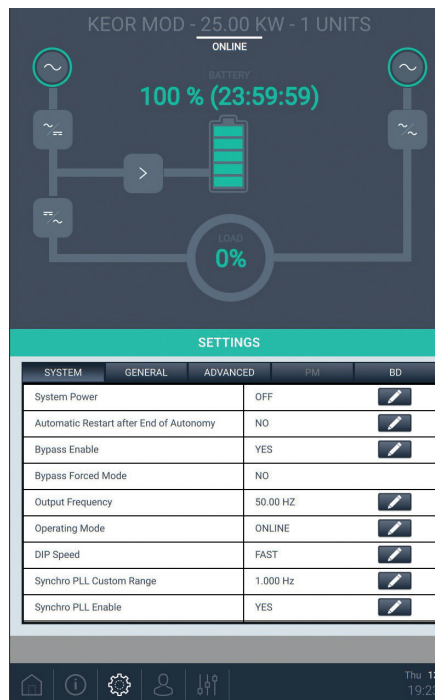 KEOR MOD - 25.00 KW - 1 UNITS
ONLINE
BATTERY
100 % (23:59:59)
LOAD
0%
SETTINGS
SYSTEM GENERAL ADVANCED PM BD
System Power OFF
Automatic Restart after End of Autonomy NO
Bypass Enable YES
Bypass Forced Mode NO
Output Frequency 50.00 HZ
Operating Mode ONLINE
DIP Speed FAST
Synchro PLL Custom Range 1.000 Hz
Synchro PLL Enable YES
Thu